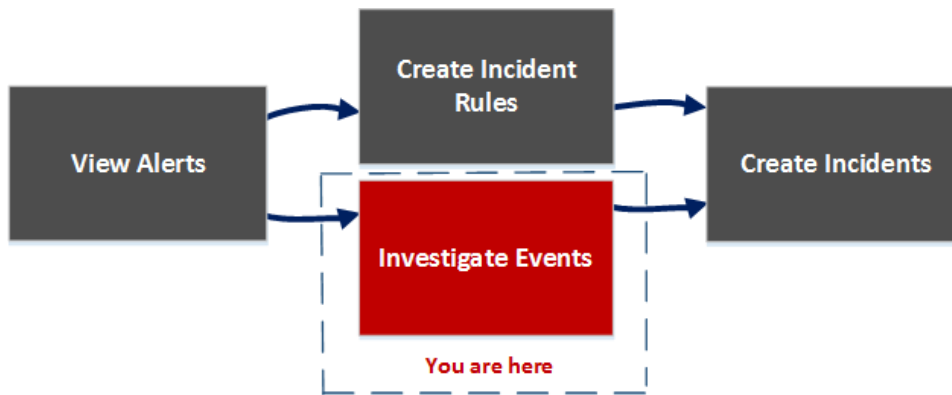 View Alerts
Create Incident
Rules
Investigate Events
You are here
Create Incidents